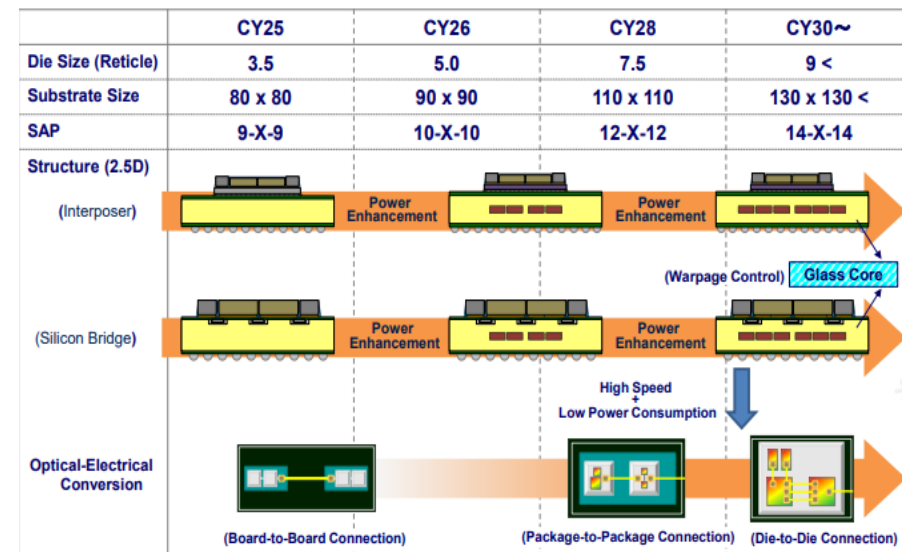 CY25 CY26 CY28 CY30～
Die Size (Reticle) 3.5 5.0 7.5 9 <
Substrate Size 80 x 80 90 x 90 110 x 110 130 x 130 <
SAP 9-X-9 10-X-10 12-X-12 14-X-14
Structure (2.5D)
(Interposer)
Power
Enhancement
Power
Enhancement
(Warpage Control) Glass Core
(Silicon Bridge)
Power
Enhancement
Power
Enhancement
High Speed
+
Low Power Consumption
Optical-Electrical
Conversion
(Board-to-Board Connection) (Package-to-Package Connection) (Die-to-Die Connection)